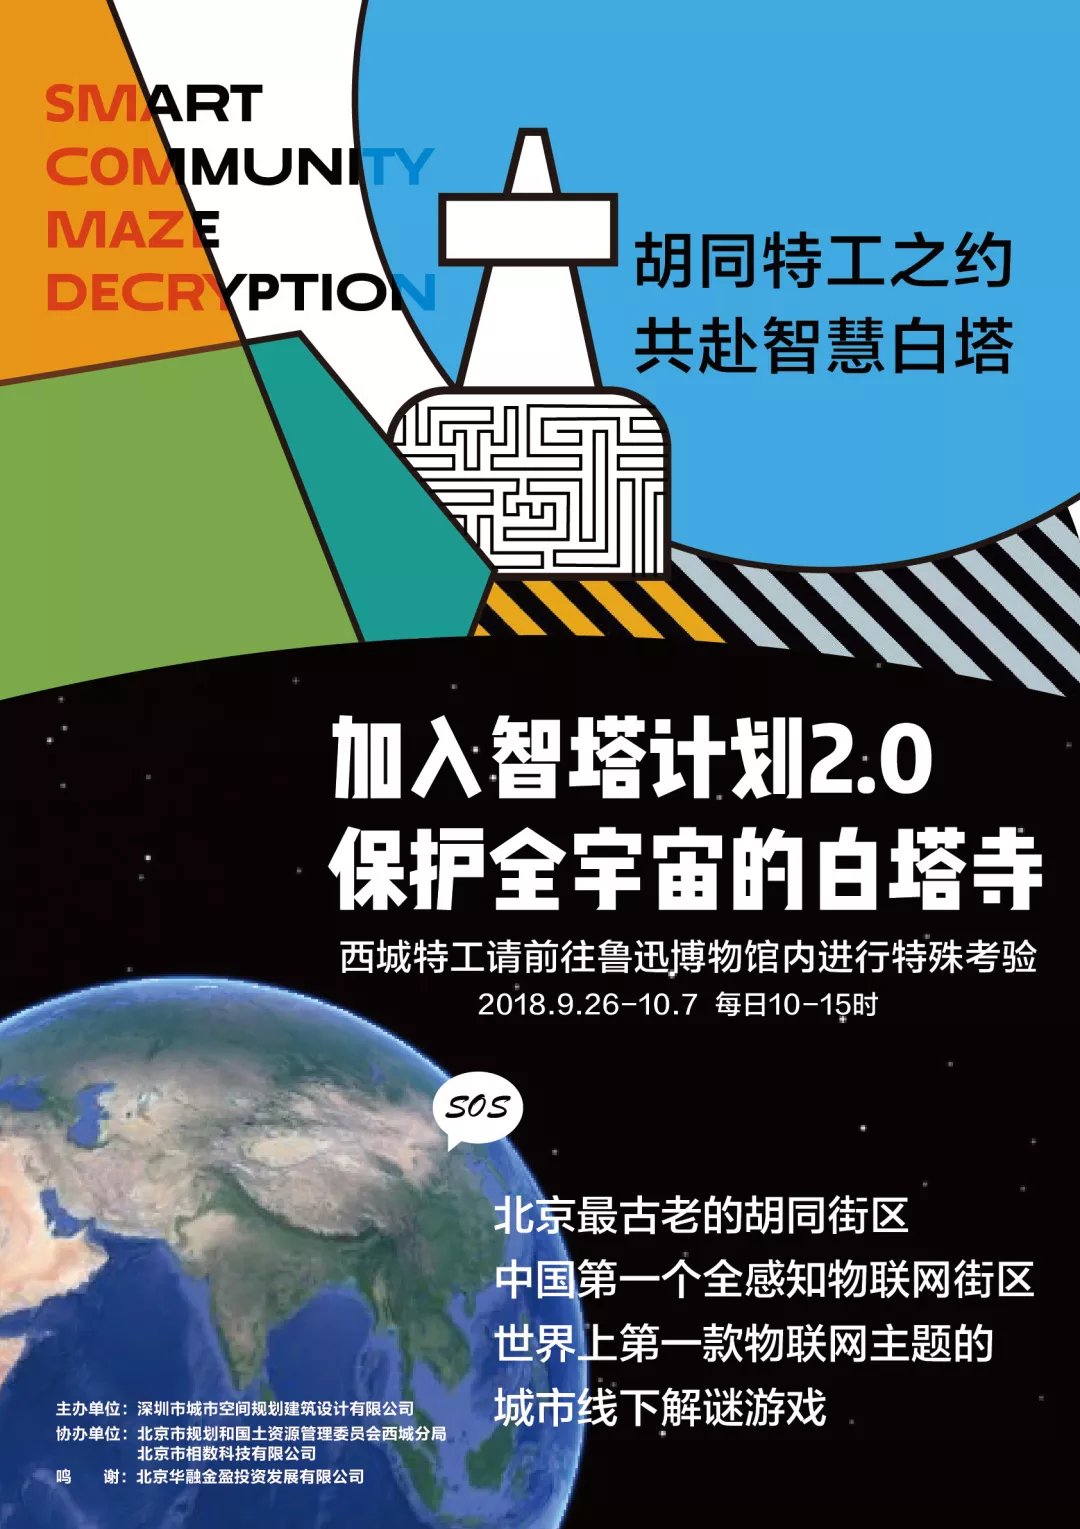 SMART
COMMUNITY
MAZE
DECRYPTION
胡同特工之约
共赴智慧白塔
加入智塔计划2.0
保护全宇宙的白塔寺
西城特工请前往鲁迅博物馆内进行特殊考验
2018.9.26-10.7 每日10-15时
SOS
北京最古老的胡同街区
中国第一个全感知物联网街区
世界上第一款物联网主题的
城市线下解谜游戏
主办单位：深圳市城市空间规划建筑设计有限公司
协办单位：北京市规划和国土资源管理委员会西城分局
北京市相数科技有限公司
鸣 谢：北京华融金盈投资发展有限公司